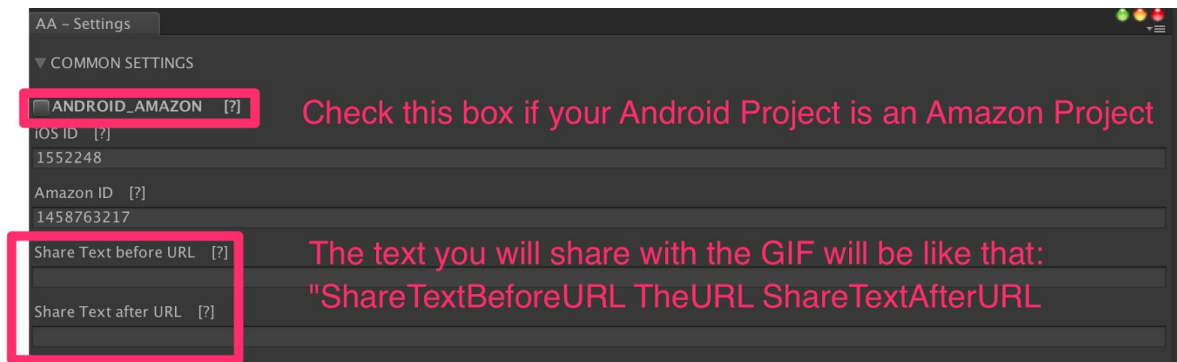 AA – Settings
COMMON SETTINGS
ANDROID_AMAZON [?]
Check this box if your Android Project is an Amazon Project
iOS ID [?]
1552248
Amazon ID [?]
1458763217
Share Text before URL [?]
The text you will share with the GIF will be like that:
"ShareTextBeforeURL TheURL ShareTextAfterURL
Share Text after URL [?]